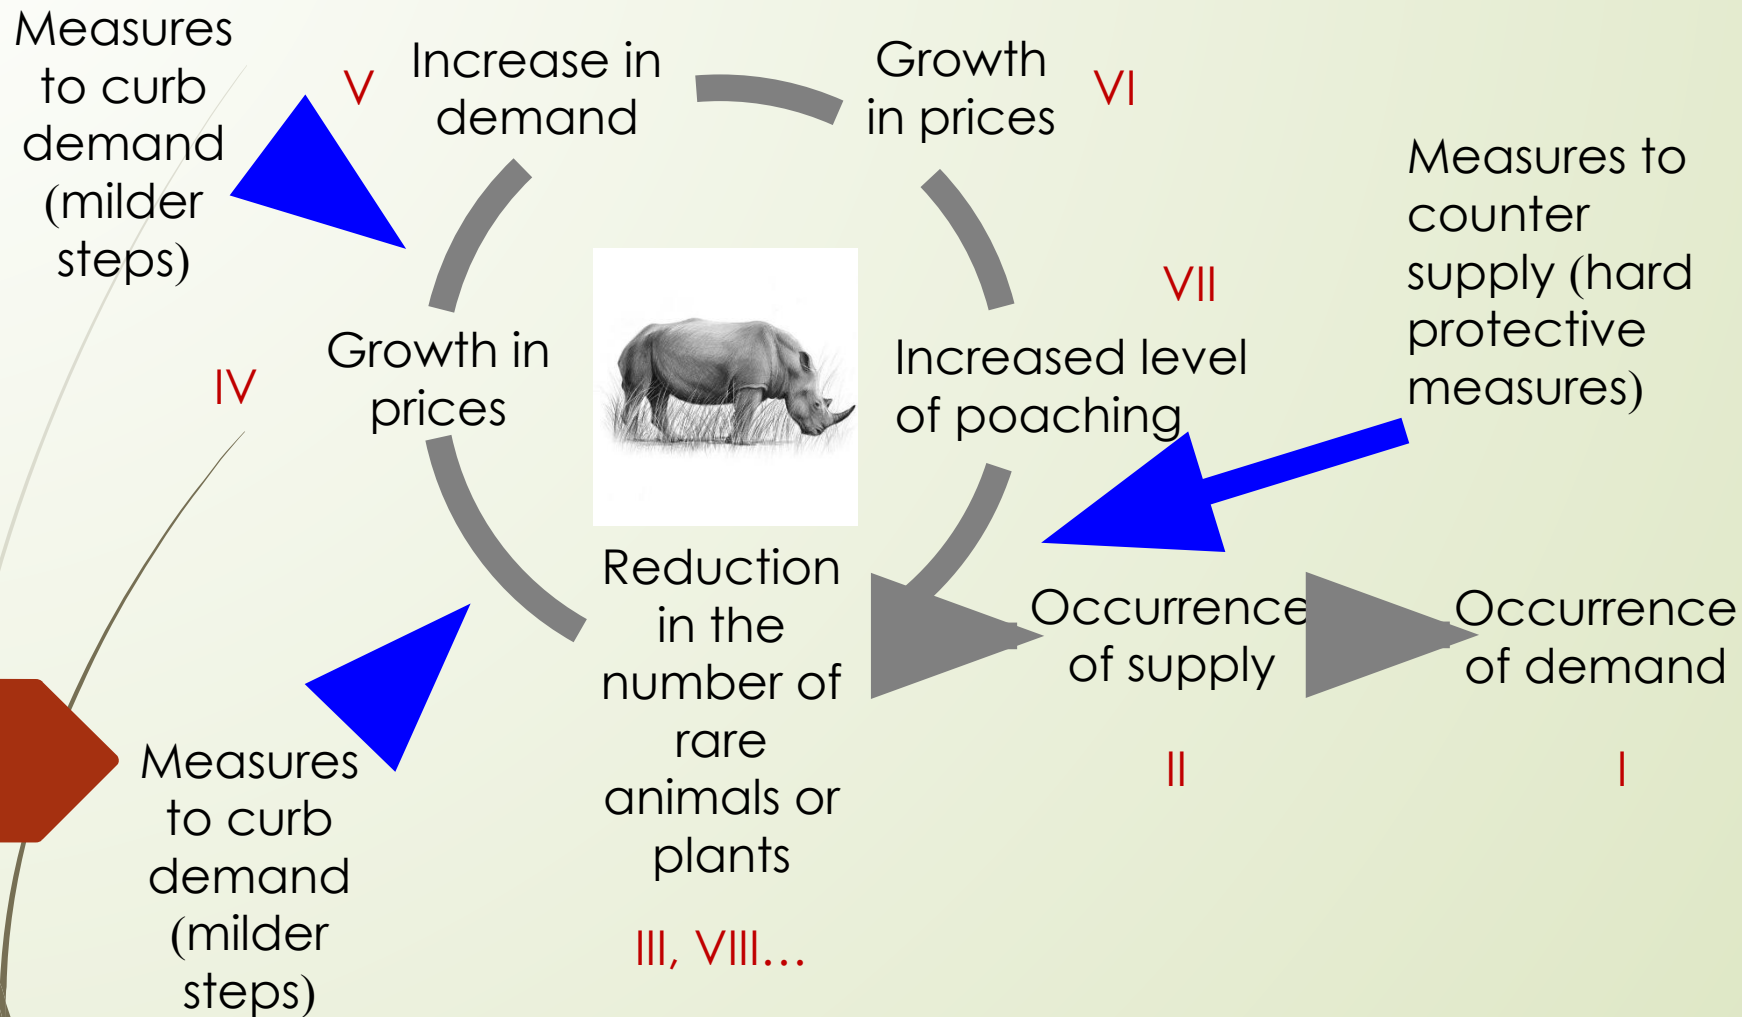 Measures
to curb
demand
(milder
steps)
V
Increase in
demand
Growth
in prices
VI
Measures to
counter
supply (hard
protective
measures)
VII
Increased level
of poaching
Growth in
prices
IV
Reduction
in the
number of
rare
animals or
plants
III, VIII...
Occurrence
of supply
II
Occurrence
of demand
I
Measures
to curb
demand
(milder
steps)